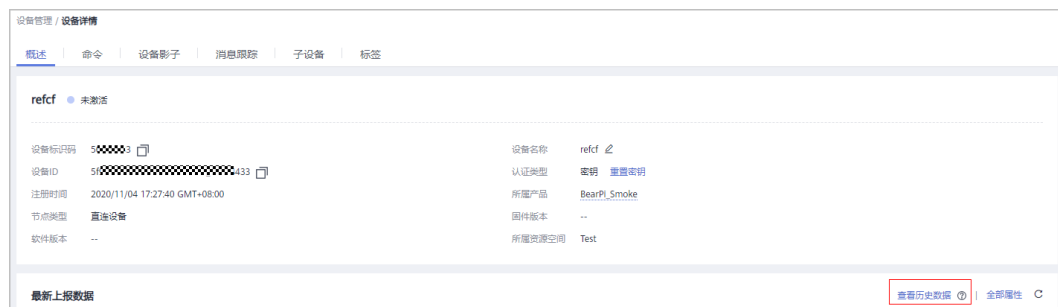 设备管理 / 设备详情
概述 命令 设备影子 消息跟踪 子设备 标签
refcf 未激活
设备标识码 5 3 设备名称 refcf
设备ID 5f 433 认证类型 密钥 重置密钥
注册时间 2020/11/04 17:27:40 GMT+08:00 所属产品 BearPi_Smoke
节点类型 直连设备 固件版本 --
软件版本 -- 所属资源空间 Test
最新上报数据 查看历史数据 全部属性